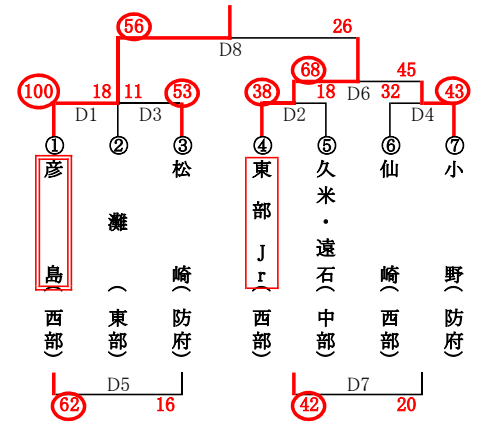 56 26
D8
68 45
100 18 11 53 38 18 D6 32 43
D1 D3 D2 D4
① ② ③ ④ ⑤ ⑥ ⑦
彦島(西部)
灘(東部)
松崎(防府)
東部Jr(西部)
久米・遠石(中部)
仙崎(西部)
小野(防府)
D5 D7
62 16 42 20